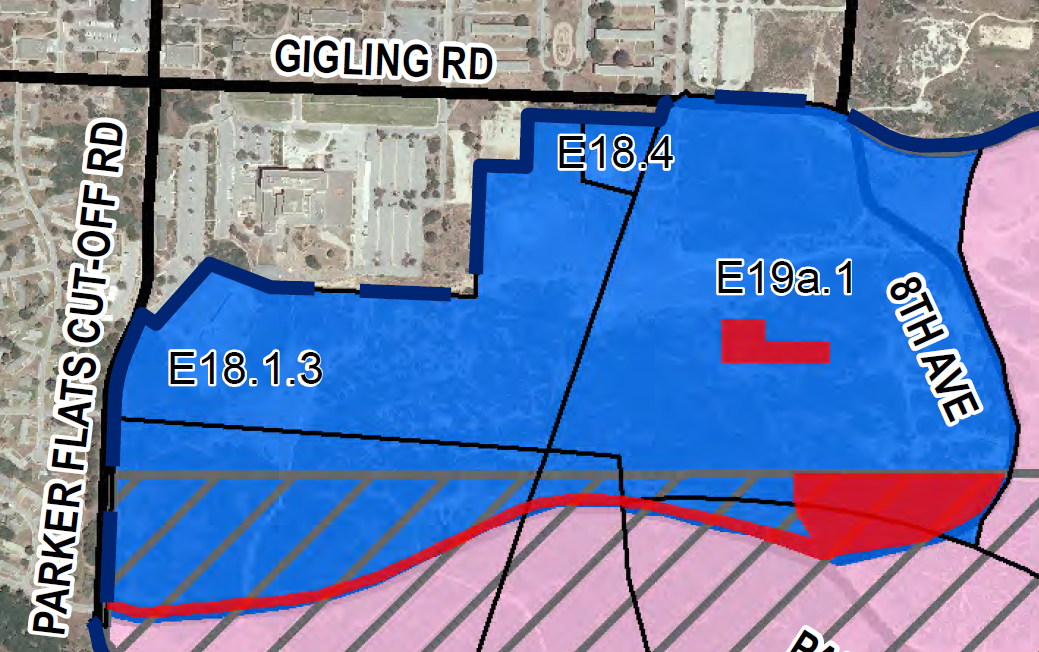 GIGLING RD
PARKER FLATS CUT-OFF RD
E18.4
E19a.1
8TH AVE
E18.1.3